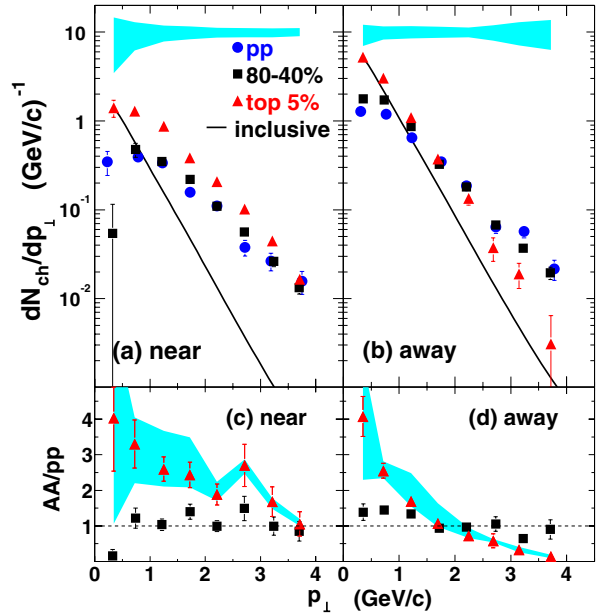 10
1
10⁻¹
10⁻²
dN_ch/dp_⊥ (GeV/c)⁻¹
pp
80-40%
top 5%
inclusive
(a) near
(b) away
4
3
2
1
AA/pp
(c) near
(d) away
0 1 2 3 4 0 1 2 3 4
p_⊥ (GeV/c)